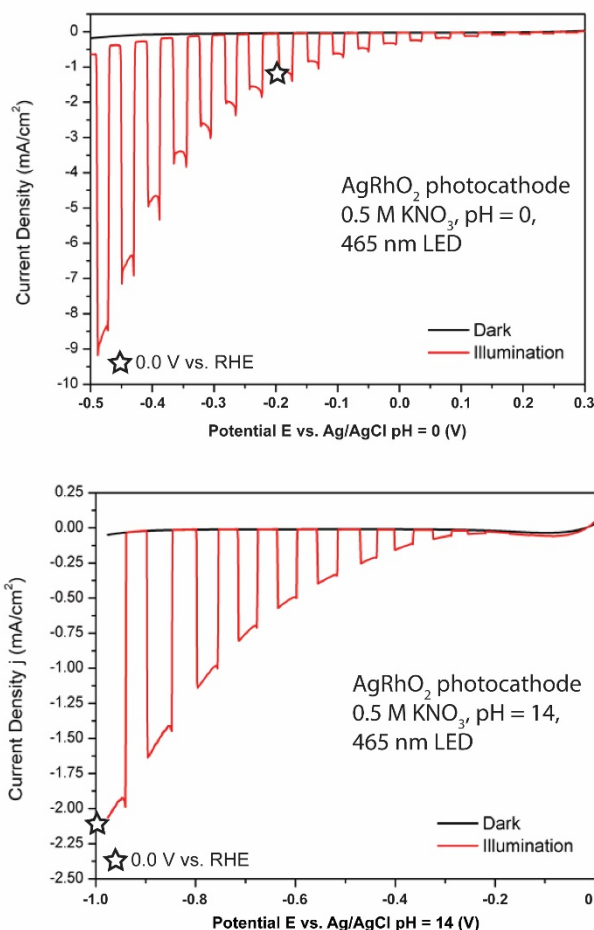 0
-1
-2
-3
-4
-5
-6
-7
-8
-9
-10
Current Density (mA/cm²)
AgRhO₂ photocathode
0.5 M KNO₃, pH = 0,
465 nm LED
Dark
Illumination
0.0 V vs. RHE
-0.5 -0.4 -0.3 -0.2 -0.1 0.0 0.1 0.2 0.3
Potential E vs. Ag/AgCl pH = 0 (V)
0.25
0.00
-0.25
-0.50
-0.75
-1.00
-1.25
-1.50
-1.75
-2.00
-2.25
-2.50
Current Density j (mA/cm²)
AgRhO₂ photocathode
0.5 M KNO₃, pH = 14,
465 nm LED
Dark
Illumination
0.0 V vs. RHE
-1.0 -0.8 -0.6 -0.4 -0.2 0
Potential E vs. Ag/AgCl pH = 14 (V)